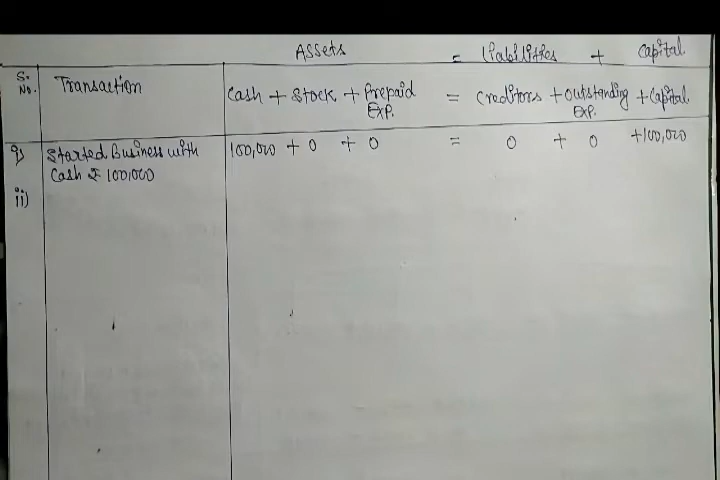 Assets = Liabilities + Capital
S. No. Transaction Cash + Stock + Prepaid Exp. = Creditors + Outstanding Exp. + Capital
i) Started Business with 100,000 + 0 + 0 = 0 + 0 +100,000
Cash ₹ 100,000
ii)